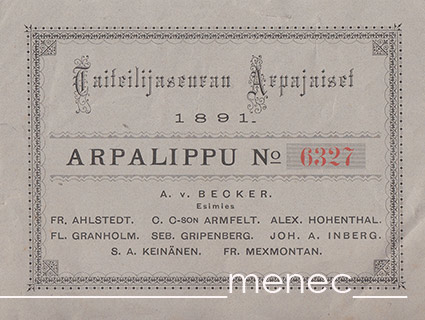 Taiteilijaseuran Arpajaiset
1891.
ARPALIPPU No 6327
A. v. BECKER.
Esimies
FR. AHLSTEDT. C. C-SON ARMFELT. ALEX. HOHENTHAL.
FL. GRANHOLM. SEB. GRIPENBERG. JOH. A. INBERG.
S. A. KEINÄNEN. FR. MEXMONTAN.
menec